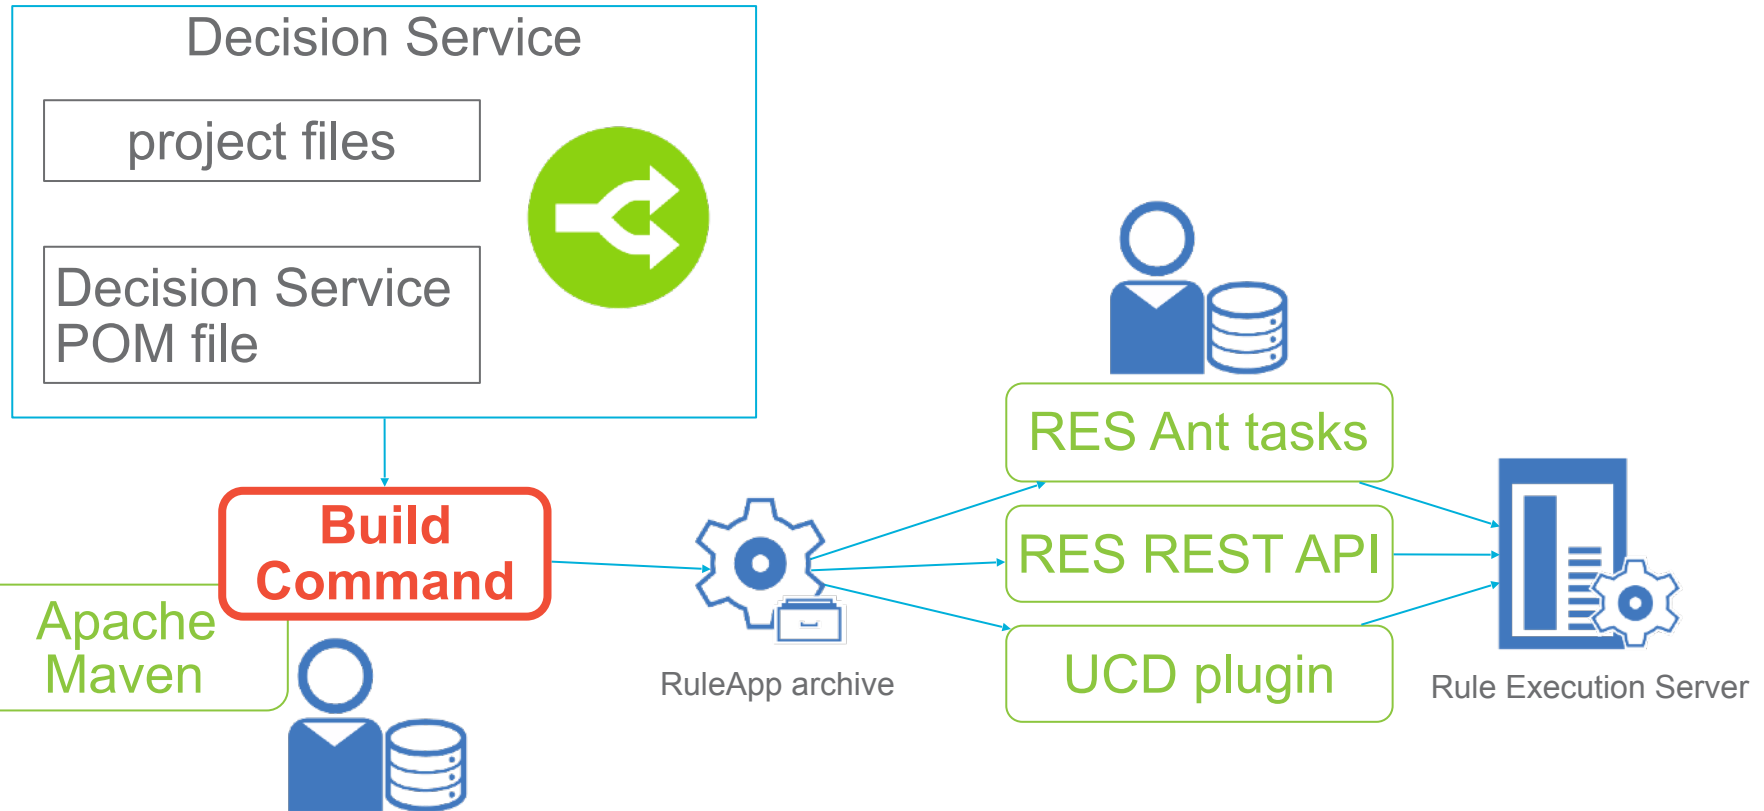 Decision Service
project files
Decision Service
POM file
Build
Command
Apache
Maven
RuleApp archive
RES Ant tasks
RES REST API
UCD plugin
Rule Execution Server